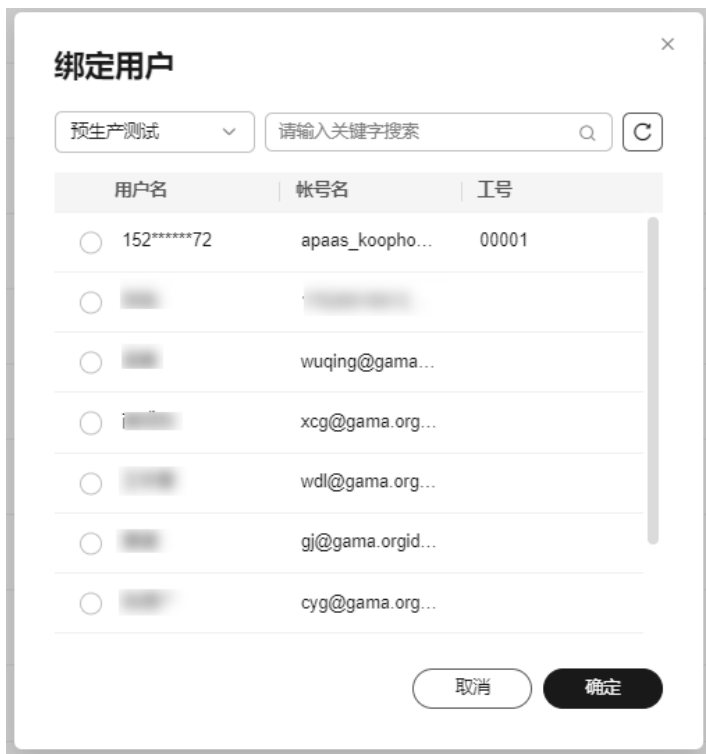 绑定用户
预生产测试 请输入关键字搜索
用户名 帐号名 工号
152******72 apaas_koopho... 00001
wuqing@gama...
xcg@gama.org...
wdl@gama.org...
gj@gama.orgid...
cyg@gama.org...
取消 确定